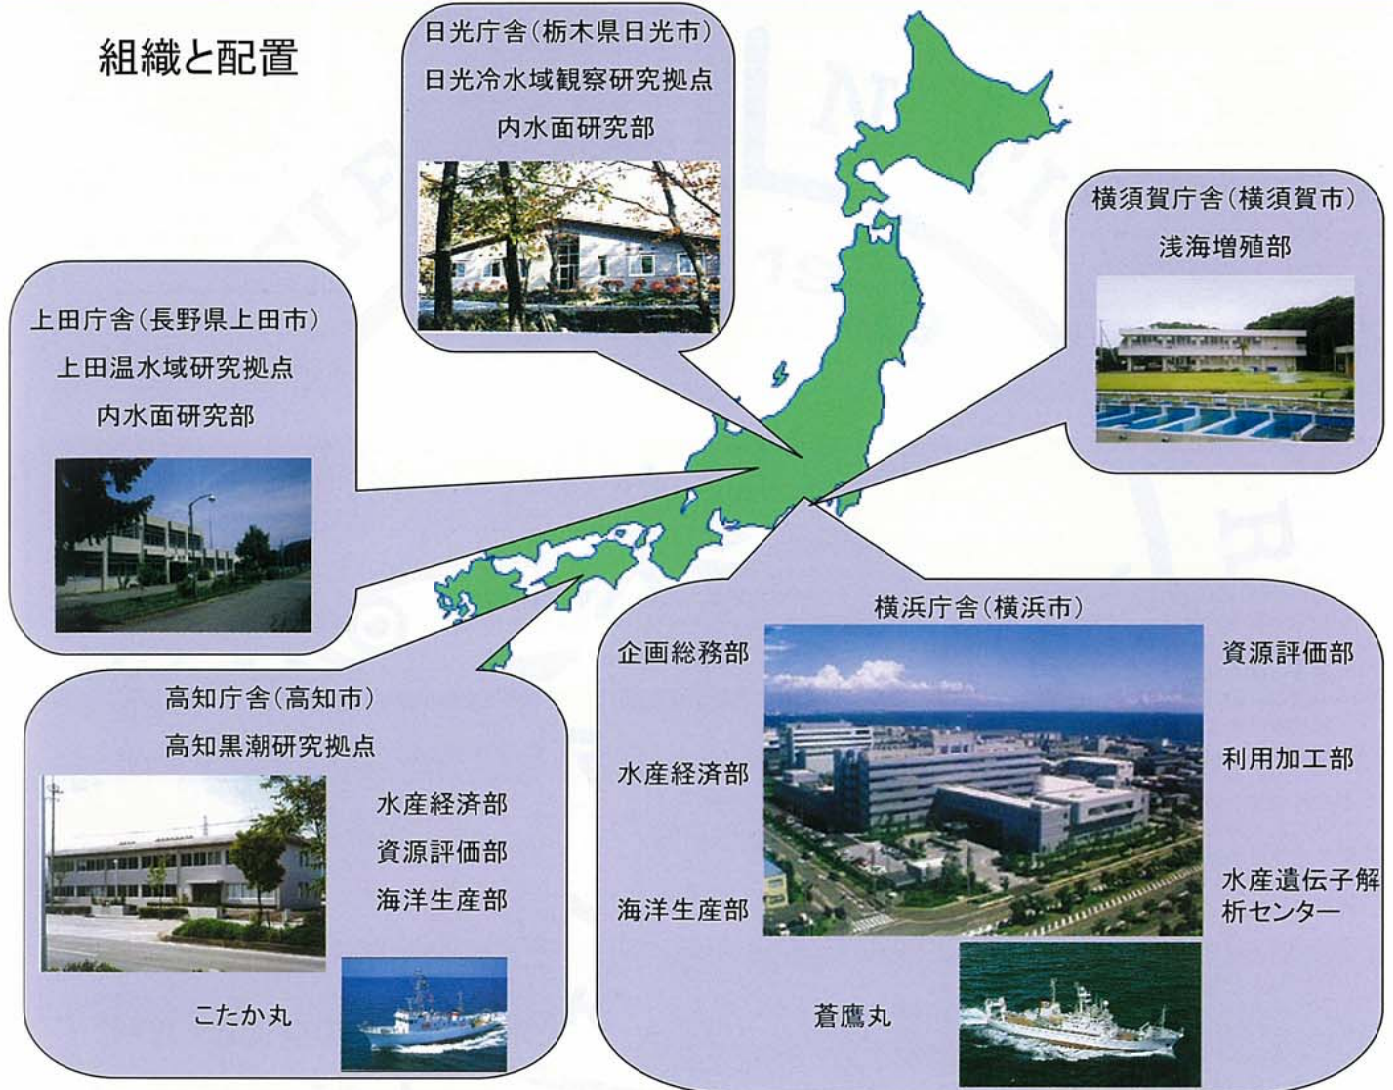 組織と配置
日光庁舎(栃木県日光市)
日光冷水域観察研究拠点
内水面研究部
横須賀庁舎(横須賀市)
浅海増殖部
上田庁舎(長野県上田市)
上田温水域研究拠点
内水面研究部
高知庁舎(高知市)
高知黒潮研究拠点
水産経済部
資源評価部
海洋生産部
こたか丸
横浜庁舎(横浜市)
企画総務部
水産経済部
海洋生産部
資源評価部
利用加工部
水産遺伝子解
析センター
蒼鷹丸